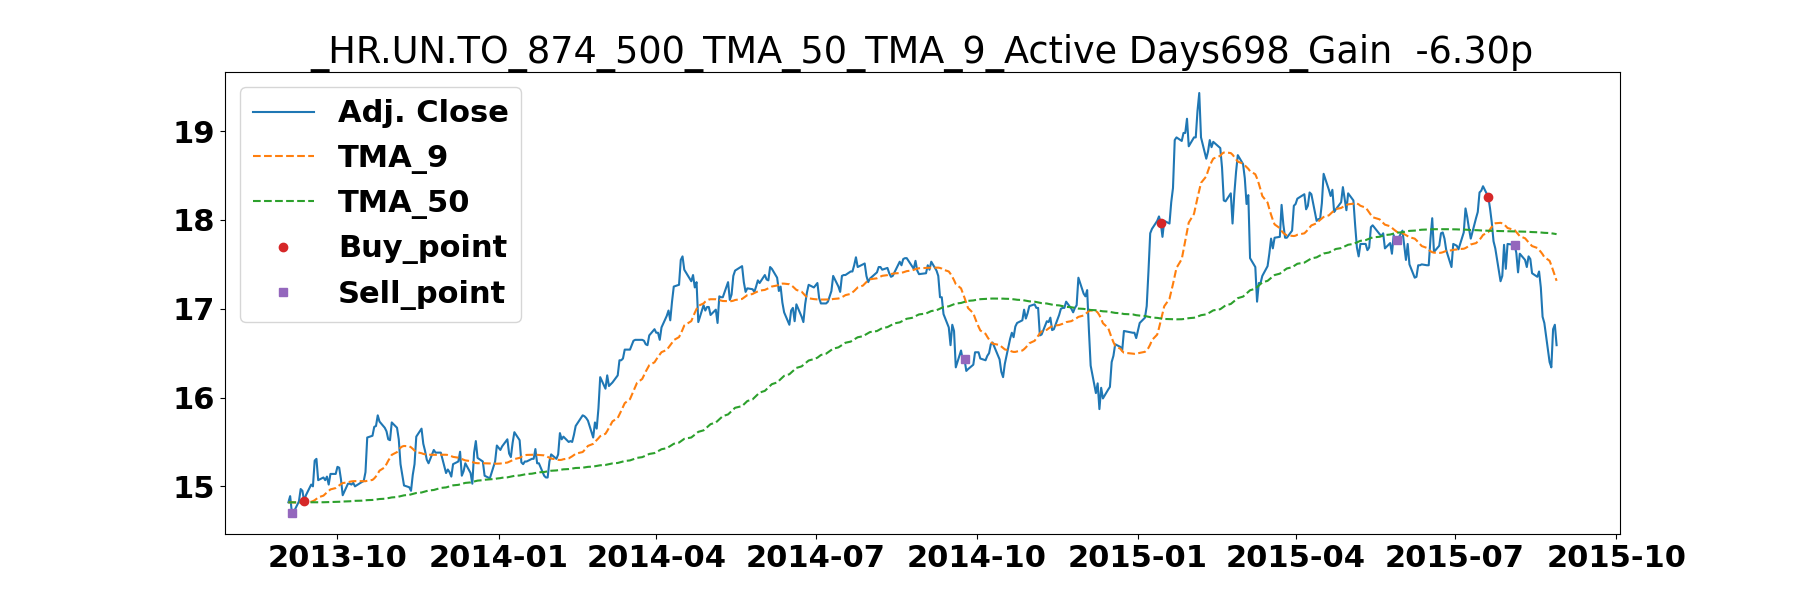 _HR.UN.TO_874_500_TMA_50_TMA_9_Active Days698_Gain  -6.30p
Adj. Close
TMA_9
TMA_50
Buy_point
Sell_point
19
18
17
16
15
2013-10 2014-01 2014-04 2014-07 2014-10 2015-01 2015-04 2015-07 2015-10